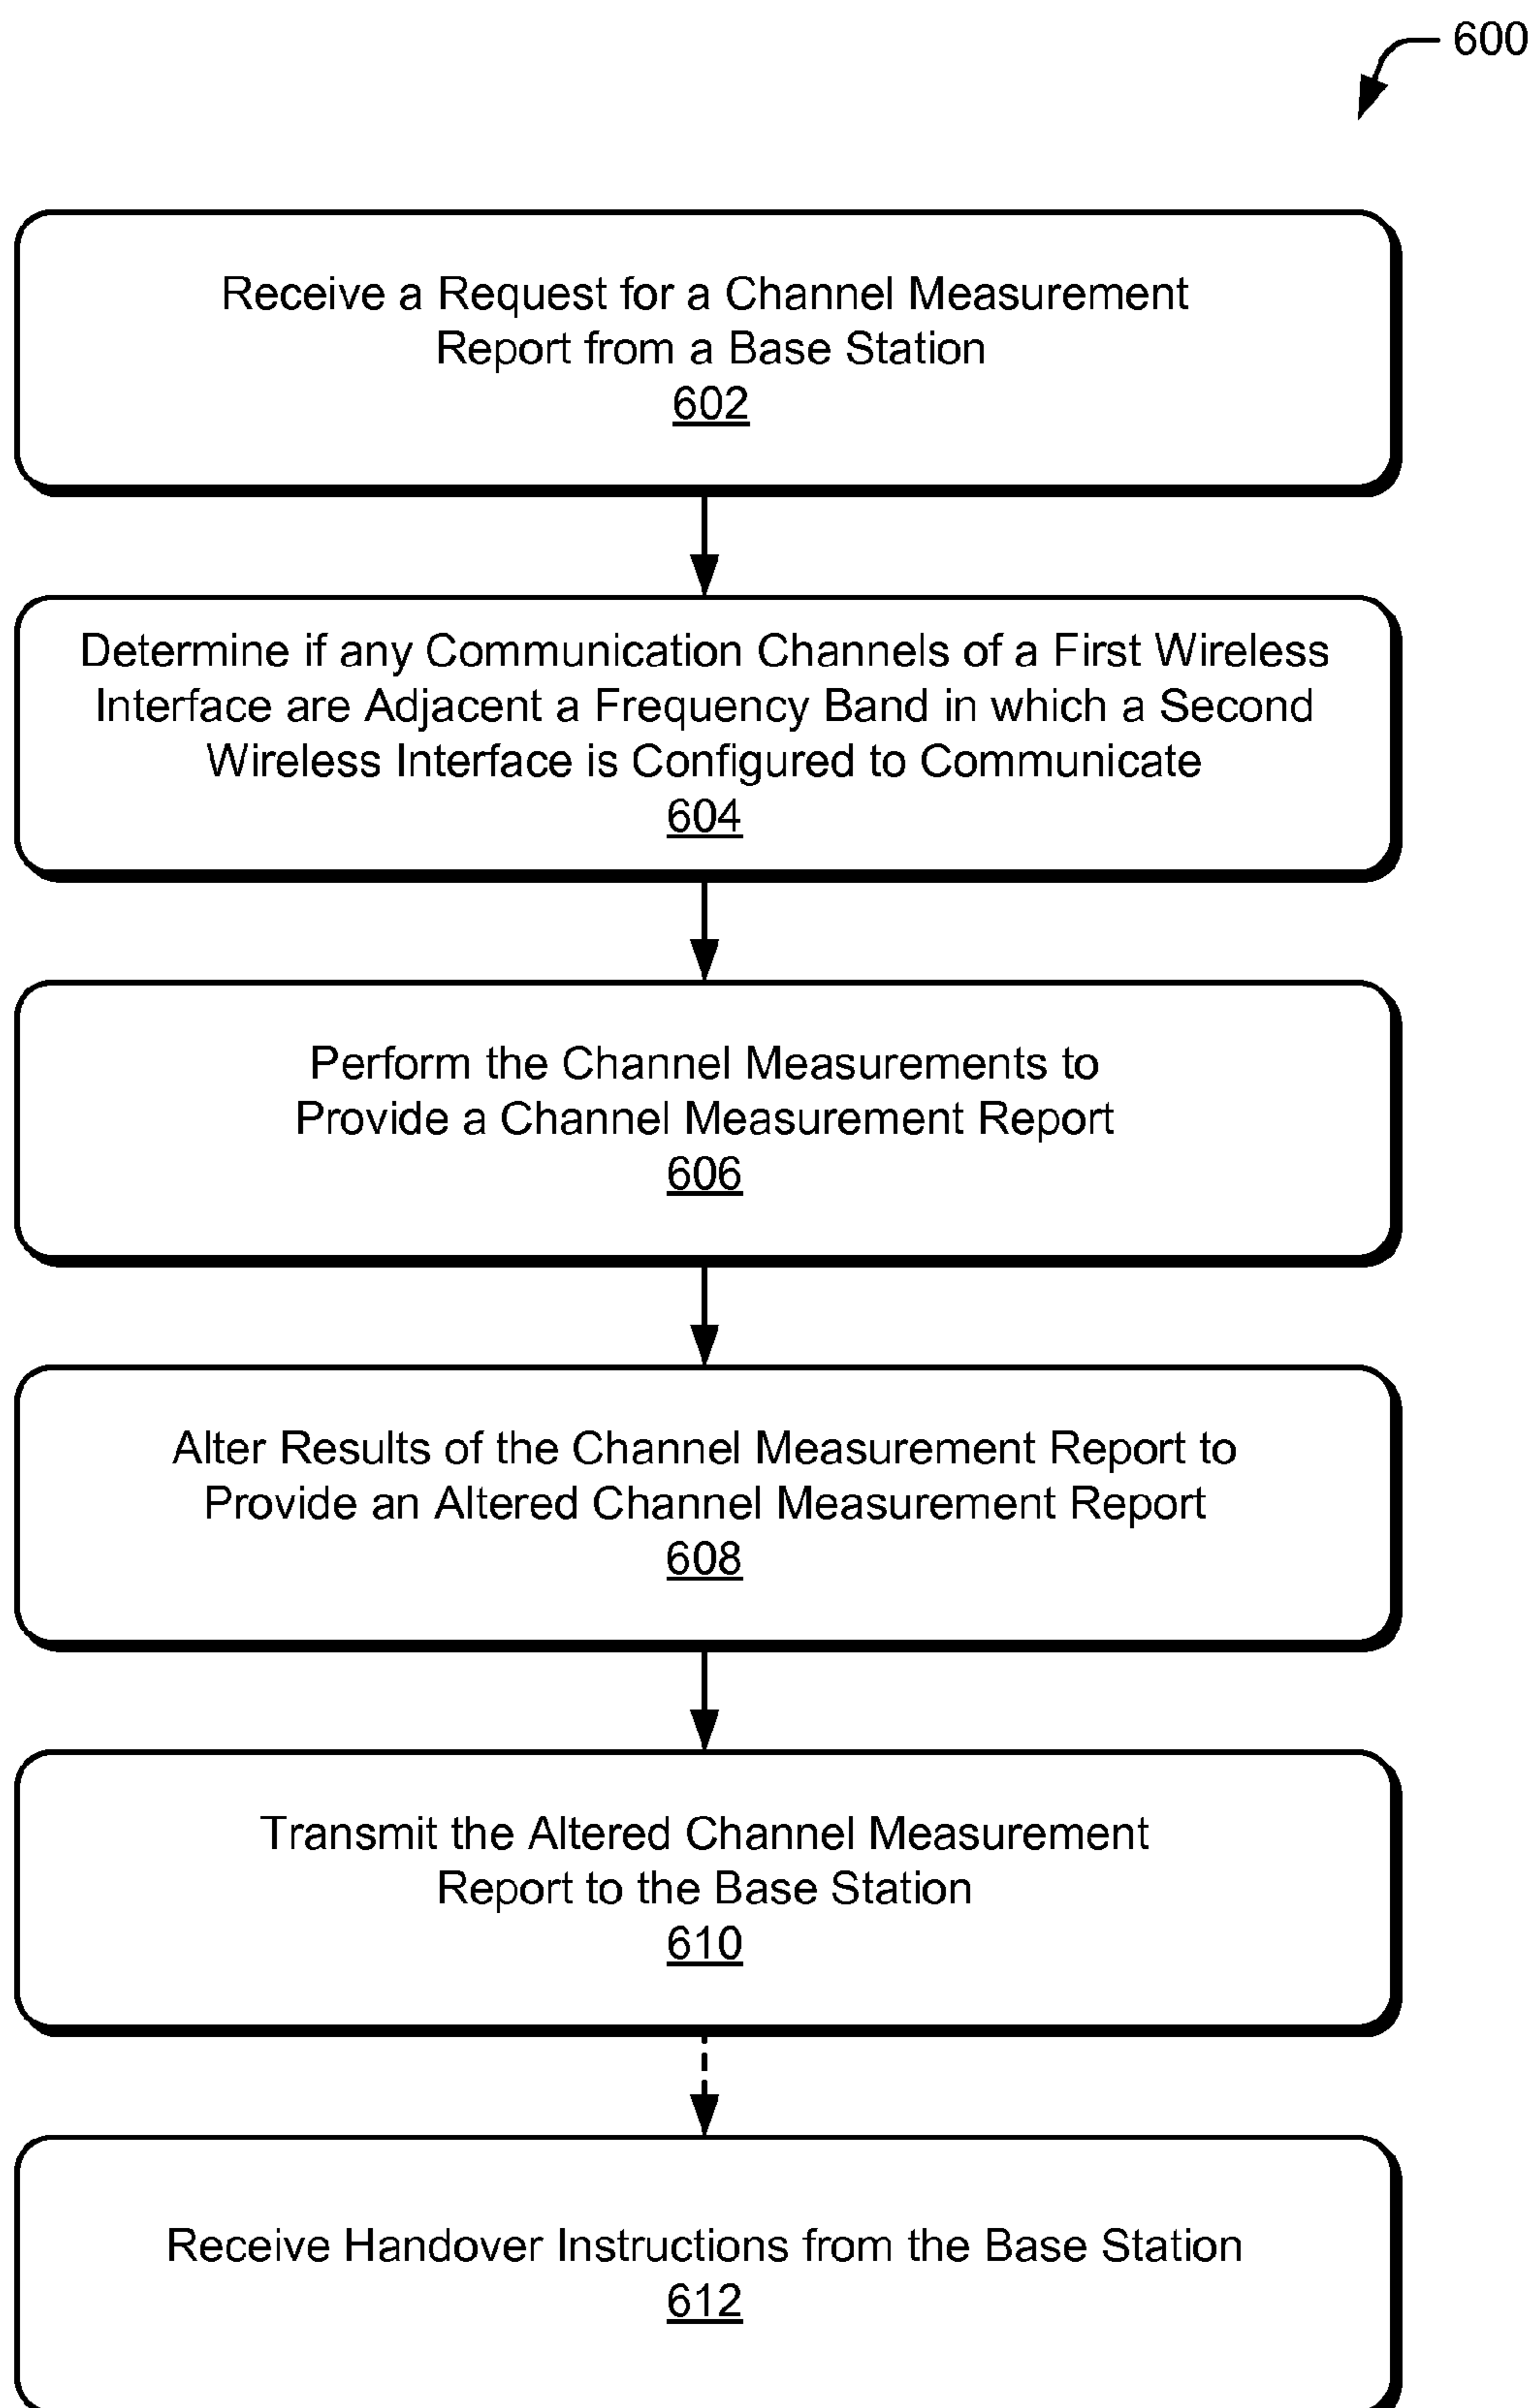 600
Receive a Request for a Channel Measurement
Report from a Base Station
602
Determine if any Communication Channels of a First Wireless
Interface are Adjacent a Frequency Band in which a Second
Wireless Interface is Configured to Communicate
604
Perform the Channel Measurements to
Provide a Channel Measurement Report
606
Alter Results of the Channel Measurement Report to
Provide an Altered Channel Measurement Report
608
Transmit the Altered Channel Measurement
Report to the Base Station
610
Receive Handover Instructions from the Base Station
612